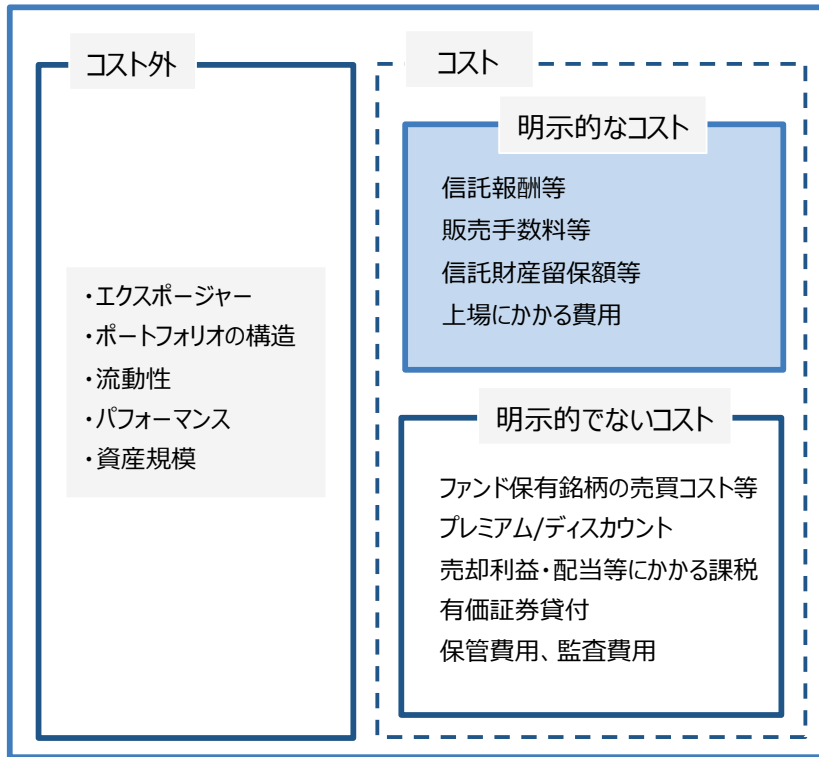 コスト外
・エクスポージャー
・ポートフォリオの構造
・流動性
・パフォーマンス
・資産規模
コスト
明示的なコスト
信託報酬等
販売手数料等
信託財産留保額等
上場にかかる費用
明示的でないコスト
ファンド保有銘柄の売買コスト等
プレミアム/ディスカウント
売却利益・配当等にかかる課税
有価証券貸付
保管費用、監査費用